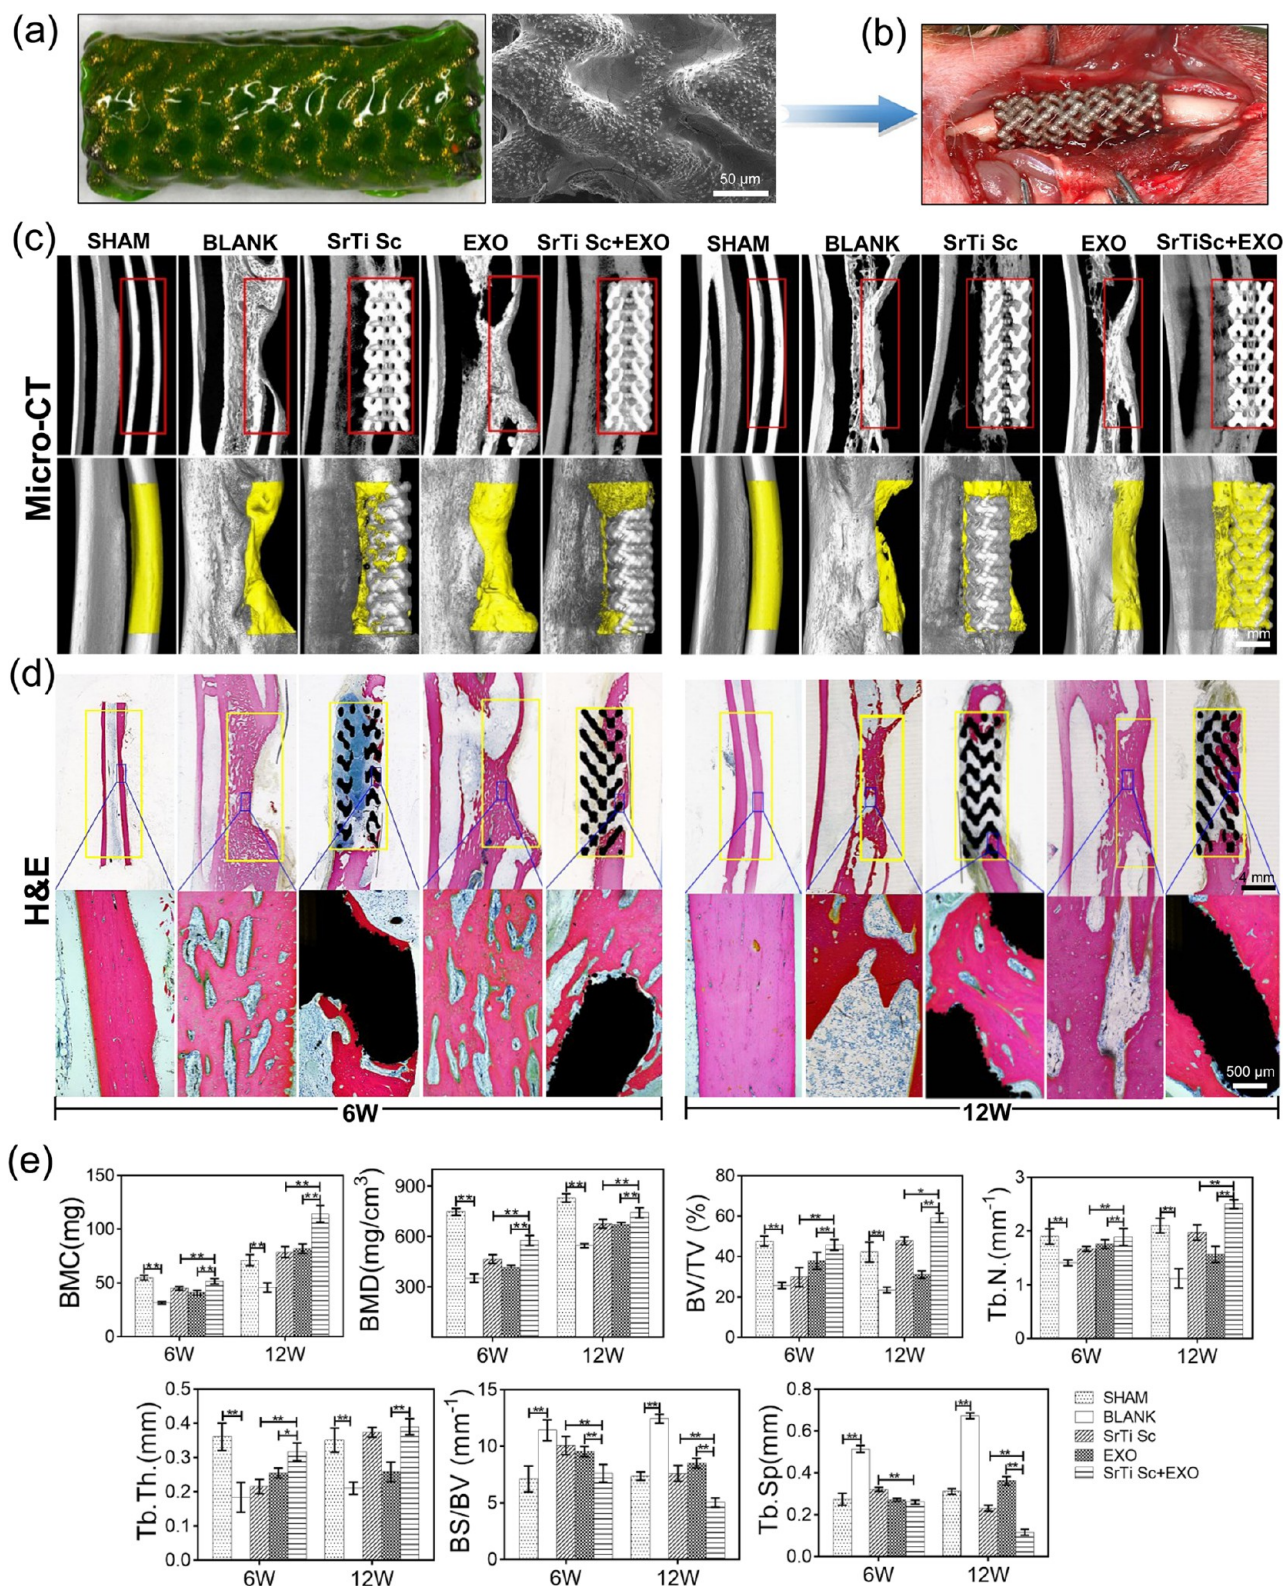 (a)
50 µm
(b)
(c)
SHAM BLANK SrTi Sc EXO SrTi Sc+EXO SHAM BLANK SrTi Sc EXO SrTiSc+EXO
Micro-CT
mm
(d)
H&E
4 mm
500 µm
6W 12W
(e)
BMC(mg)
150
100
50
0
** ** ** ** ** **
6W 12W
BMD(mg/cm³)
900
600
300
** ** ** ** ** **
6W 12W
BV/TV (%)
80
60
40
20
0
** ** ** ** * **
6W 12W
Tb.N.(mm⁻¹)
3
2
1
0
** ** ** ** ** **
6W 12W
Tb.Th.(mm)
0.5
0.4
0.3
0.2
0.1
0.0
** ** * ** **
6W 12W
BS/BV (mm⁻¹)
15
10
5
0
** ** ** ** ** **
6W 12W
Tb.Sp(mm)
0.8
0.6
0.4
0.2
0.0
** ** ** ** **
6W 12W
SHAM
BLANK
SrTi Sc
EXO
SrTi Sc+EXO